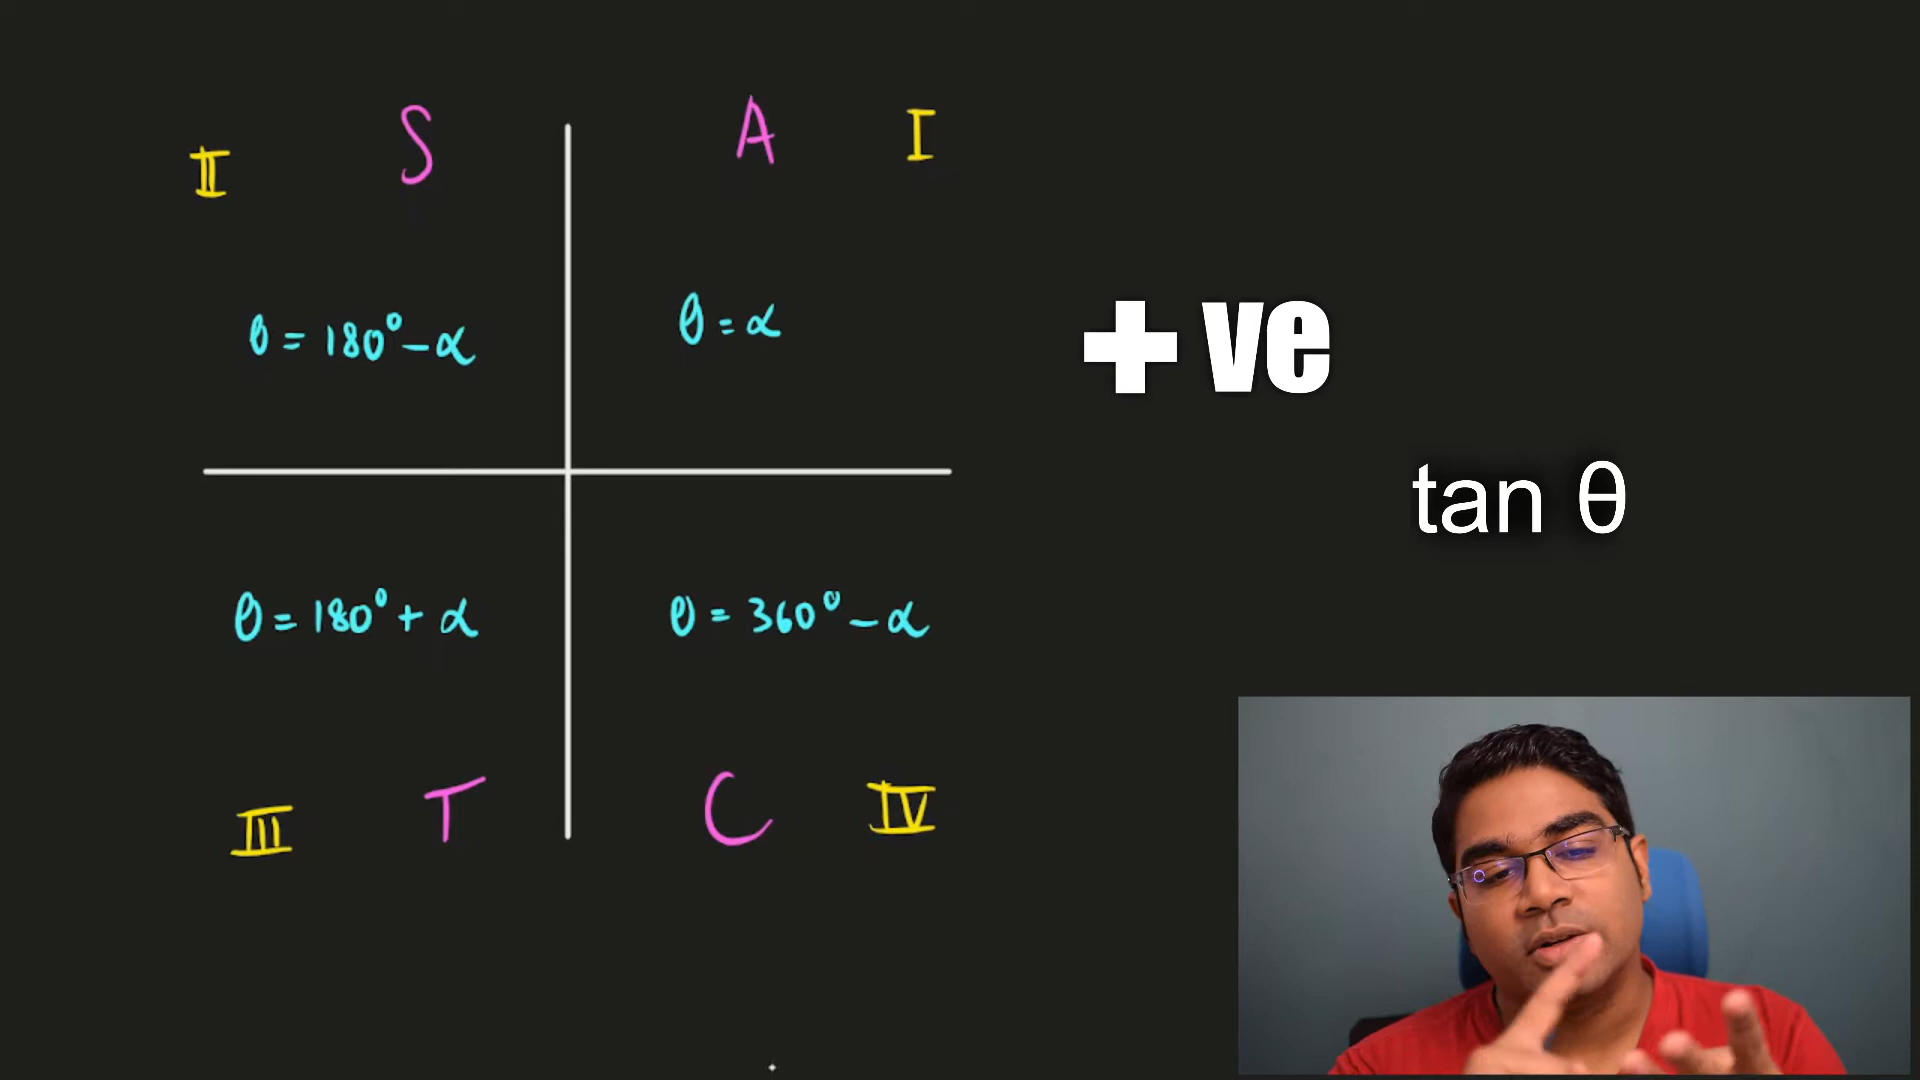 II S A I
θ = 180° - α
θ = α
+ ve
tan θ
θ = 180° + α
θ = 360° - α
III T C IV